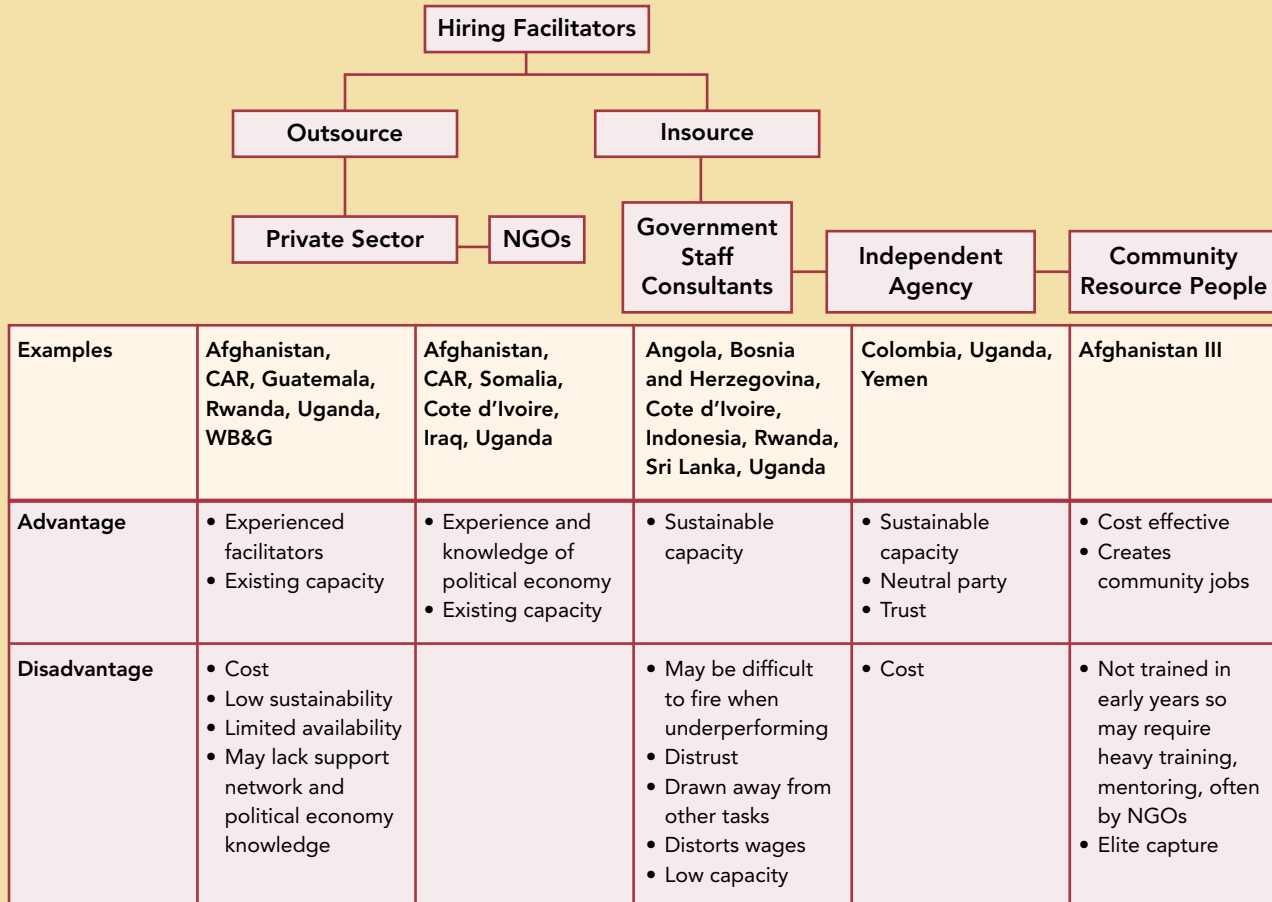 Hiring Facilitators
Outsource
Insource
Private Sector
NGOs
Government
Staff
Consultants
Independent
Agency
Community
Resource People
Examples
Afghanistan,
CAR, Guatemala,
Rwanda, Uganda,
WB&G
Afghanistan,
CAR, Somalia,
Cote d’Ivoire,
Iraq, Uganda
Angola, Bosnia
and Herzegovina,
Cote d’Ivoire,
Indonesia, Rwanda,
Sri Lanka, Uganda
Colombia, Uganda,
Yemen
Afghanistan III
Advantage
• Experienced
facilitators
• Existing capacity
• Experience and
knowledge of
political economy
• Existing capacity
• Sustainable
capacity
• Sustainable
capacity
• Neutral party
• Trust
• Cost effective
• Creates
community jobs
Disadvantage
• Cost
• Low sustainability
• Limited availability
• May lack support
network and
political economy
knowledge
• May be difficult
to fire when
underperforming
• Distrust
• Drawn away from
other tasks
• Distorts wages
• Low capacity
• Cost
• Not trained in
early years so
may require
heavy training,
mentoring, often
by NGOs
• Elite capture